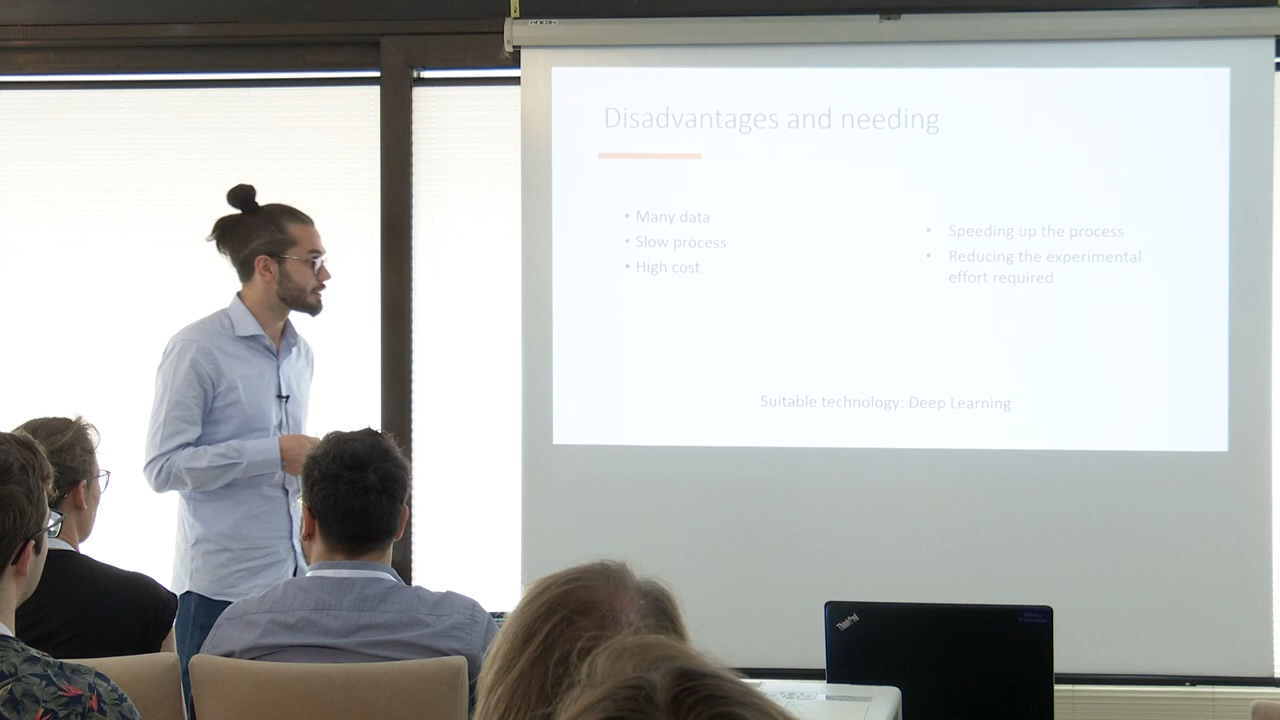 Disadvantages and needing
• Many data
• Slow process
• High cost
• Speeding up the process
• Reducing the experimental
effort required
Suitable technology: Deep Learning
ThinkPad